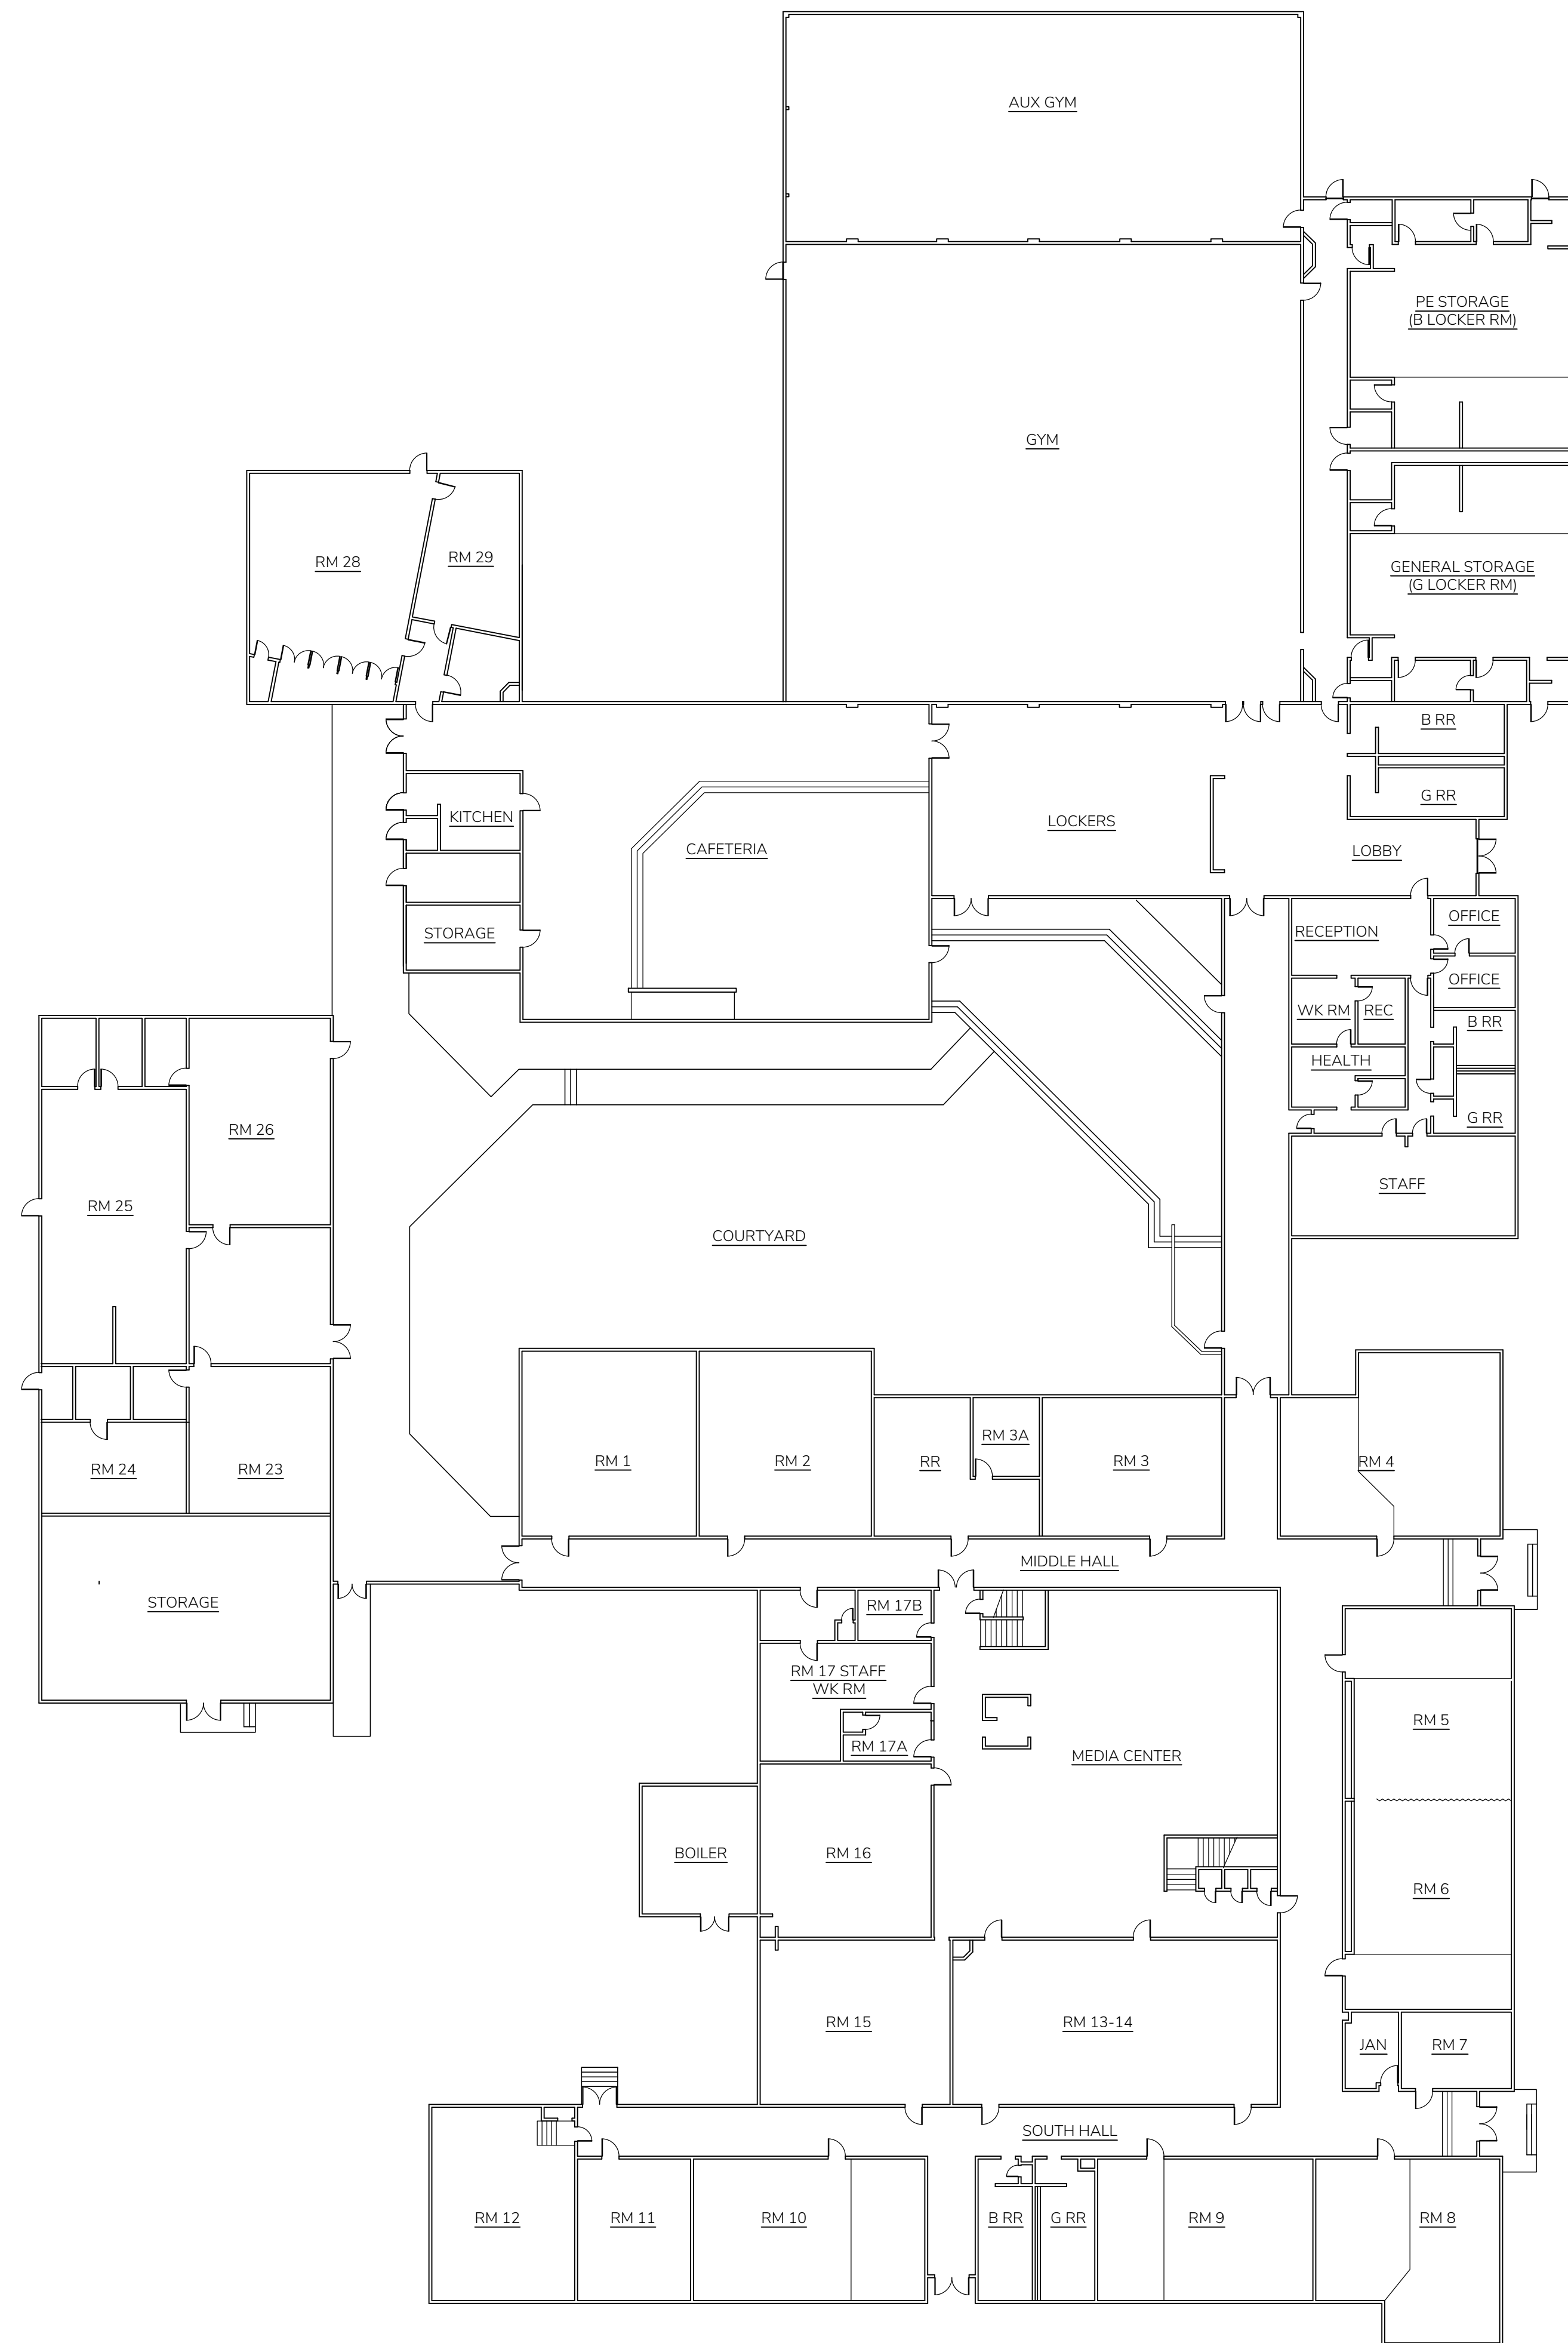 AUX GYM
PE STORAGE
(B LOCKER RM)
GYM
RM 28
RM 29
GENERAL STORAGE
(G LOCKER RM)
B RR
G RR
KITCHEN
CAFETERIA
LOCKERS
LOBBY
STORAGE
RECEPTION
OFFICE
OFFICE
WK RM
REC
B RR
HEALTH
G RR
STAFF
RM 26
RM 25
COURTYARD
RM 24
RM 23
RM 1
RM 2
RR
RM 3A
RM 3
RM 4
MIDDLE HALL
STORAGE
RM 17B
RM 17 STAFF
WK RM
RM 17A
MEDIA CENTER
RM 5
BOILER
RM 16
RM 6
RM 15
RM 13-14
JAN
RM 7
SOUTH HALL
RM 12
RM 11
RM 10
B RR
G RR
RM 9
RM 8